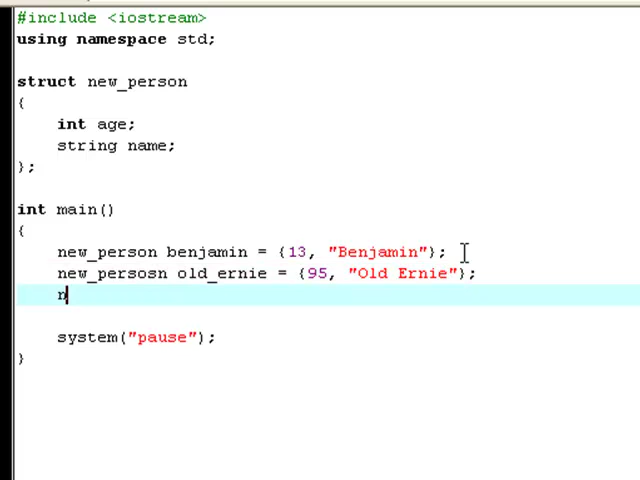 #include <iostream>
using namespace std;
struct new_person
{
int age;
string name;
};
int main()
{
new_person benjamin = {13, "Benjamin"};
new_persosn old_ernie = {95, "Old Ernie"};
n
system("pause");
}